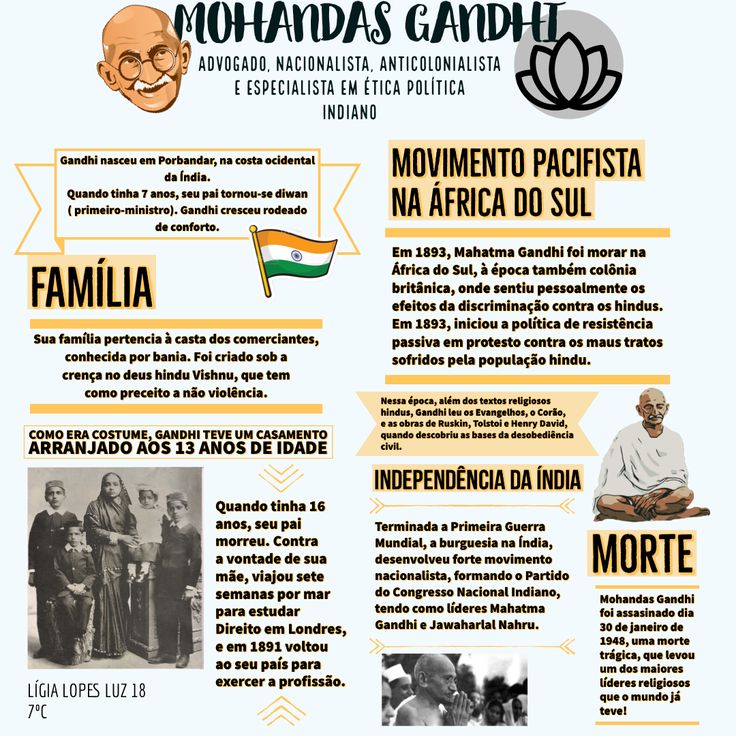 MOHANDAS GANDHI
ADVOGADO, NACIONALISTA, ANTICOLONIALISTA
E ESPECIALISTA EM ÉTICA POLÍTICA
INDIANO
Gandhi nasceu em Porbandar, na costa ocidental
da Índia.
Quando tinha 7 anos, seu pai tornou-se diwan
( primeiro-ministro). Gandhi cresceu rodeado
de conforto.
FAMÍLIA
Sua família pertencia à casta dos comerciantes,
conhecida por bania. Foi criado sob a
crença no deus hindu Vishnu, que tem
como preceito a não violência.
COMO ERA COSTUME, GANDHI TEVE UM CASAMENTO
ARRANJADO AOS 13 ANOS DE IDADE
Quando tinha 16
anos, seu pai
morreu. Contra
a vontade de sua
mãe, viajou sete
semanas por mar
para estudar
Direito em Londres,
e em 1891 voltou
ao seu país para
exercer a profissão.
LÍGIA LOPES LUZ 18
7ºC
MOVIMENTO PACIFISTA
NA ÁFRICA DO SUL
Em 1893, Mahatma Gandhi foi morar na
África do Sul, à época também colônia
britânica, onde sentiu pessoalmente os
efeitos da discriminação contra os hindus.
Em 1893, iniciou a política de resistência
passiva em protesto contra os maus tratos
sofridos pela população hindu.
Nessa época, além dos textos religiosos
hindus, Gandhi leu os Evangelhos, o Corão,
e as obras de Ruskin, Tolstoi e Henry David,
quando descobriu as bases da desobediência
civil.
INDEPENDÊNCIA DA ÍNDIA
Terminada a Primeira Guerra
Mundial, a burguesia na Índia,
desenvolveu forte movimento
nacionalista, formando o Partido
do Congresso Nacional Indiano,
tendo como líderes Mahatma
Gandhi e Jawaharlal Nahru.
MORTE
Mohandas Gandhi
foi assasinado dia
30 de janeiro de
1948, uma morte
trágica, que levou
um dos maiores
líderes religiosos
que o mundo já
teve!